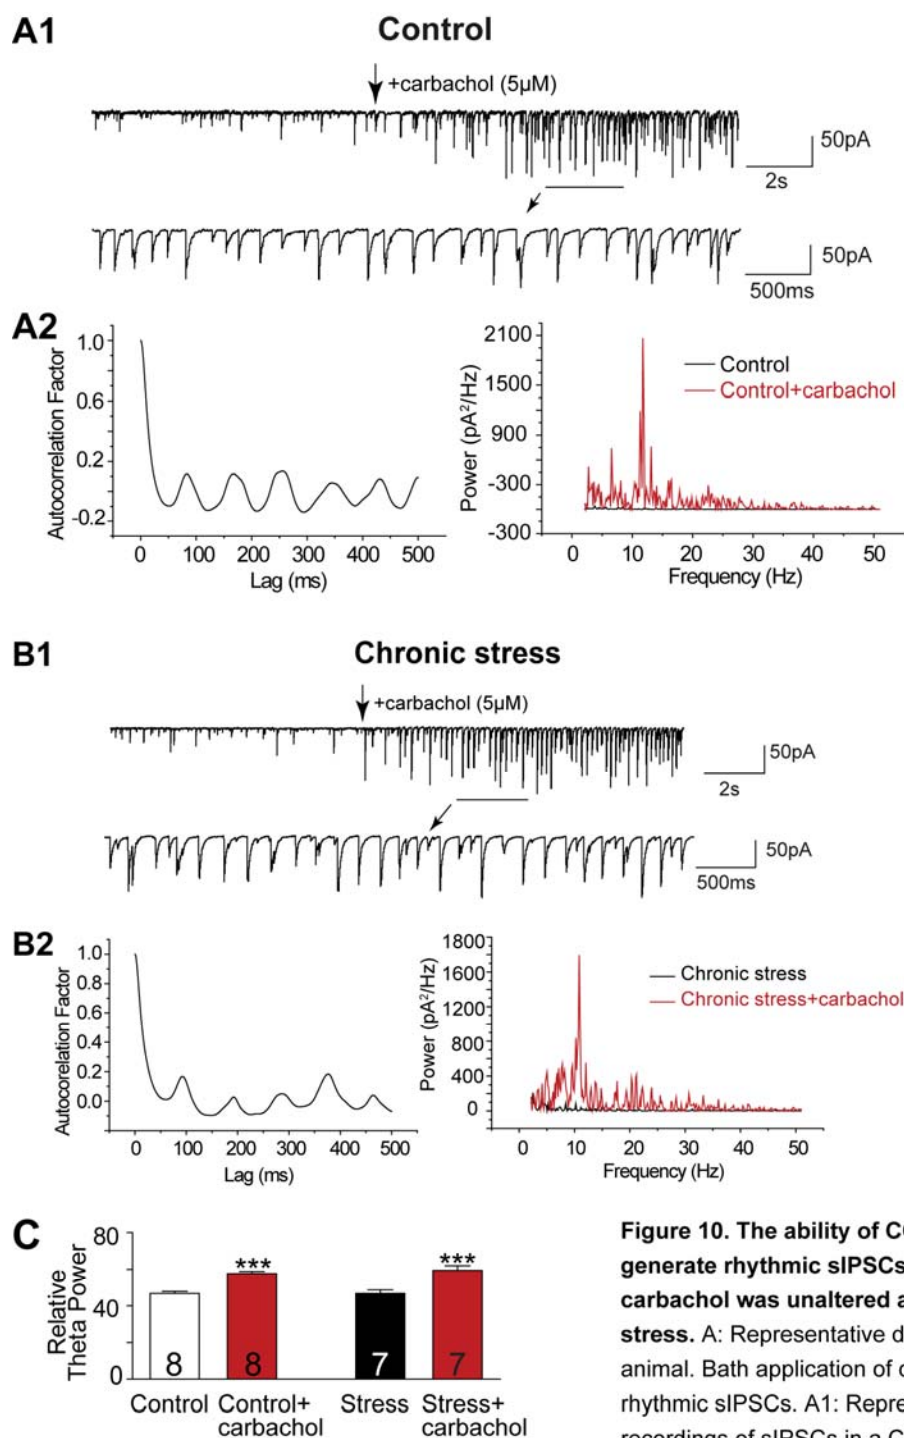 A1
Control
+carbachol (5µM)
50pA
2s
50pA
500ms
A2
Autocorrelation Factor
1.0
0.6
0.2
-0.2
0 100 200 300 400 500
Lag (ms)
Power (pA²/Hz)
2100
1500
900
-300
-300
Control
Control+carbachol
0 10 20 30 40 50
Frequency (Hz)
B1
Chronic stress
+carbachol (5µM)
50pA
2s
50pA
500ms
B2
Autocorelation Factor
1.0
0.8
0.6
0.4
0.2
0.0
0 100 200 300 400 500
Lag (ms)
Power (pA²/Hz)
1800
1600
1200
800
400
0
Chronic stress
Chronic stress+carbachol
0 10 20 30 40 50
Frequency (Hz)
C
Relative
Theta Power
80
40
0
***
***
8 8 7 7
Control Control+ Stress Stress+
carbachol carbachol
Figure 10. The ability of
generate rhythmic sIPSCs
carbachol was unaltered
stress. A: Representative
animal. Bath application of
rhythmic sIPSCs. A1:
recordings of sIPSCs in a